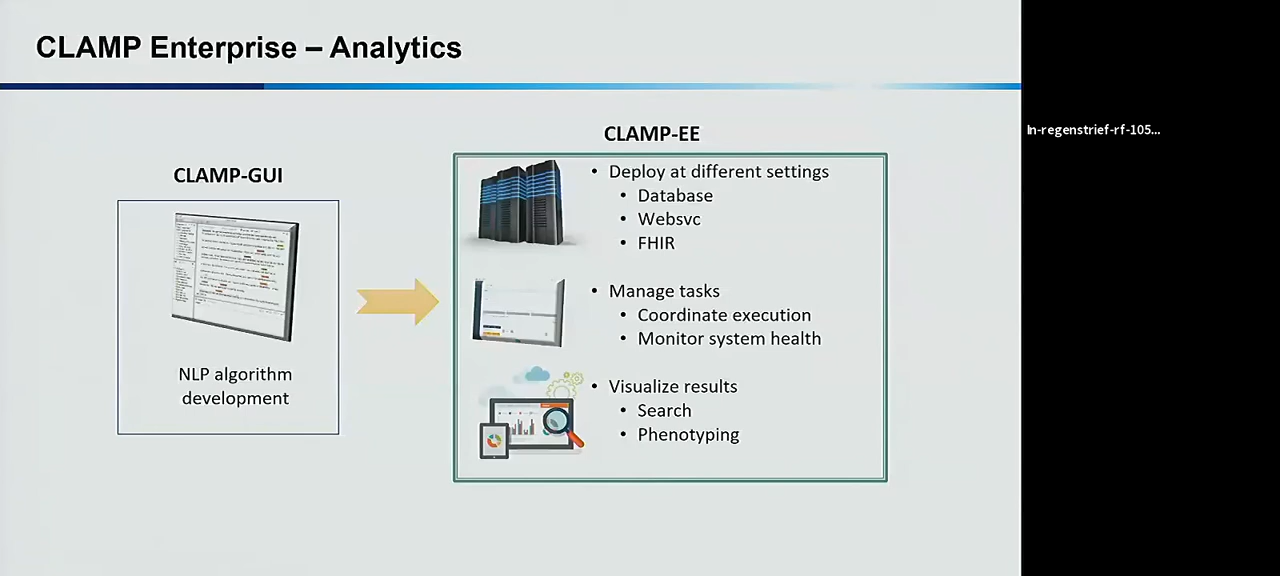 CLAMP Enterprise – Analytics
CLAMP-GUI
NLP algorithm
development
CLAMP-EE
• Deploy at different settings
• Database
• Websvc
• FHIR
• Manage tasks
• Coordinate execution
• Monitor system health
• Visualize results
• Search
• Phenotyping
In-regenstrief-rf-105...